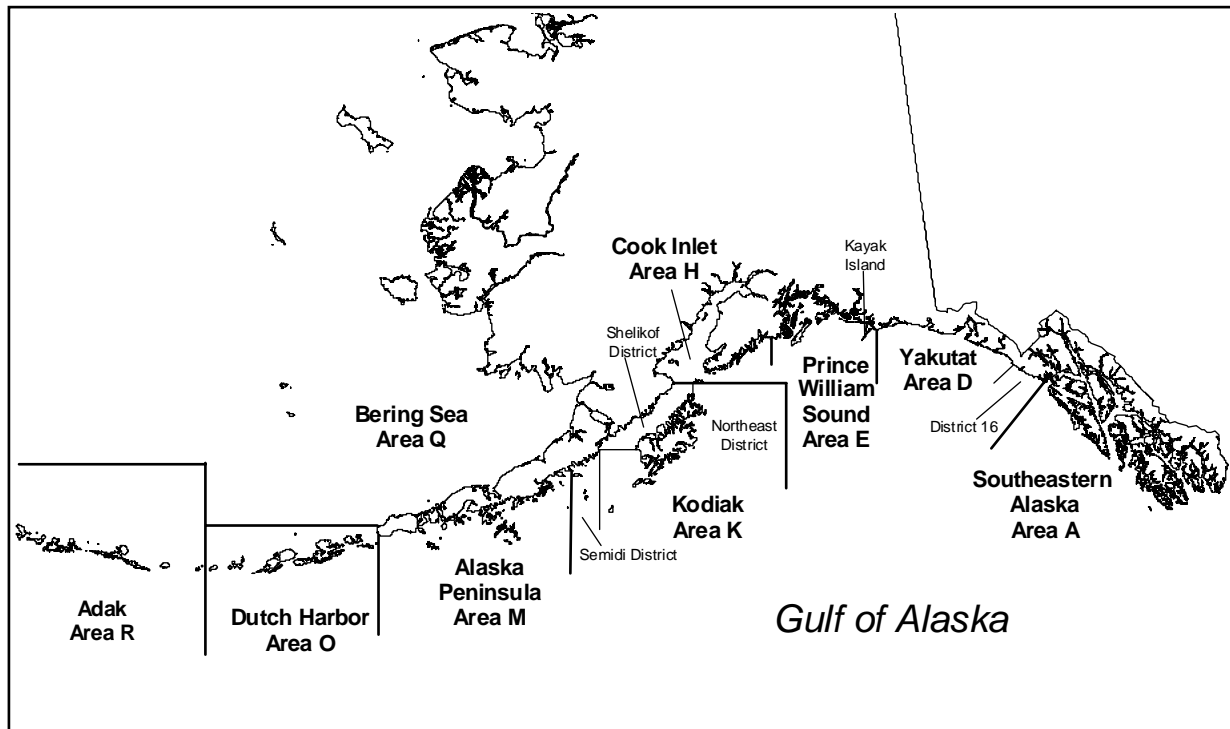 Cook Inlet
Area H
Kayak
Island
Shelikof
District
Prince
William
Sound
Area E
Yakutat
Area D
Bering Sea
Area Q
Northeast
District
District 16
Southeastern
Alaska
Area A
Kodiak
Area K
Semidi District
Alaska
Peninsula
Area M
Adak
Area R
Dutch Harbor
Area O
Gulf of Alaska